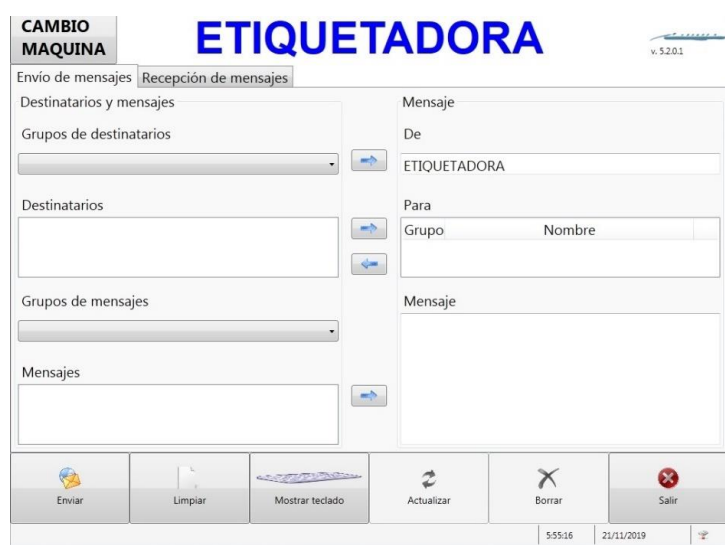 CAMBIO
MAQUINA
ETIQUETADORA
v. 5.2.0.1
Envío de mensajes
Recepción de mensajes
Destinatarios y mensajes
Mensaje
Grupos de destinatarios
De
ETIQUETADORA
Destinatarios
Para
Grupo Nombre
Grupos de mensajes
Mensaje
Mensajes
Enviar
Limpiar
Mostrar teclado
Actualizar
Borrar
Salir
5:55:16
21/11/2019